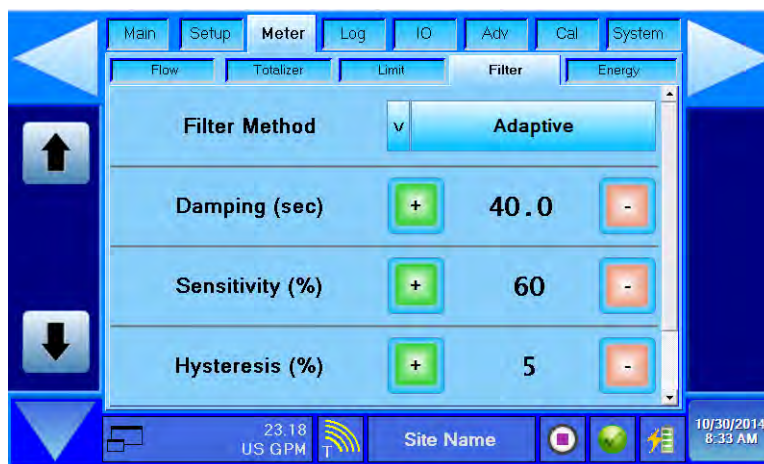 Main Setup Meter Log IO Adv Cal System
Flow Totalizer Limit Filter Energy
Filter Method v Adaptive
Damping (sec) + 40.0 -
Sensitivity (%) + 60 -
Hysteresis (%) + 5 -
23.18
US GPM
T
Site Name
10/30/2014
8:33 AM